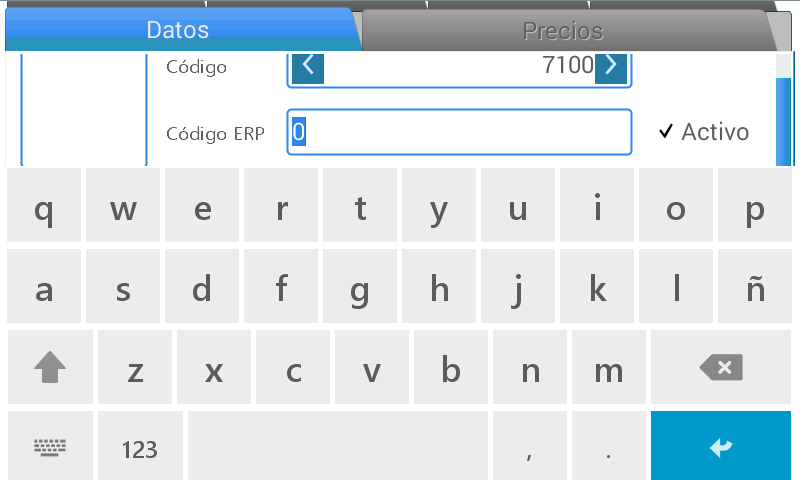 Datos Precios
Código 7100
Código ERP 0 Activo
q w e r t y u i o p
a s d f g h j k l ñ
z x c v b n m
123 , .